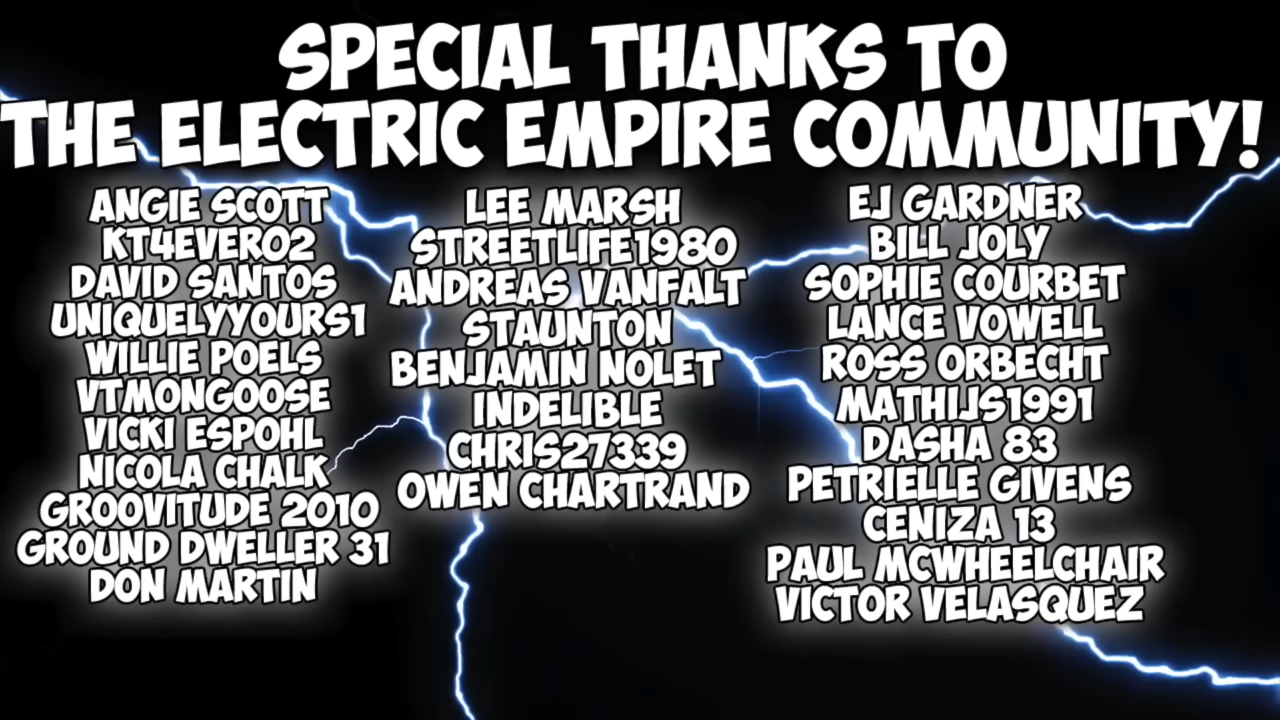 SPECIAL THANKS TO
THE ELECTRIC EMPIRE COMMUNITY!
ANGIE SCOTT
KT4EVER02
DAVID SANTOS
UNIQUELYYOURS1
WILLIE POELS
VTMONGOOSE
VICKI ESPOHL
NICOLA CHALK
GROOVITUDE 2010
GROUND DWELLER 31
DON MARTIN
LEE MARSH
STREETLIFE1980
ANDREAS VANFALT
STAUNTON
BENJAMIN NOLET
INDELIBLE
CHRIS27339
OWEN CHARTRAND
EJ GARDNER
BILL JOLY
SOPHIE COURBET
LANCE VOWELL
ROSS ORBECHT
MATHIJS1991
DASHA 83
PETRIELLE GIVENS
CENIZA 13
PAUL MCWHEELCHAIR
VICTOR VELASQUEZ